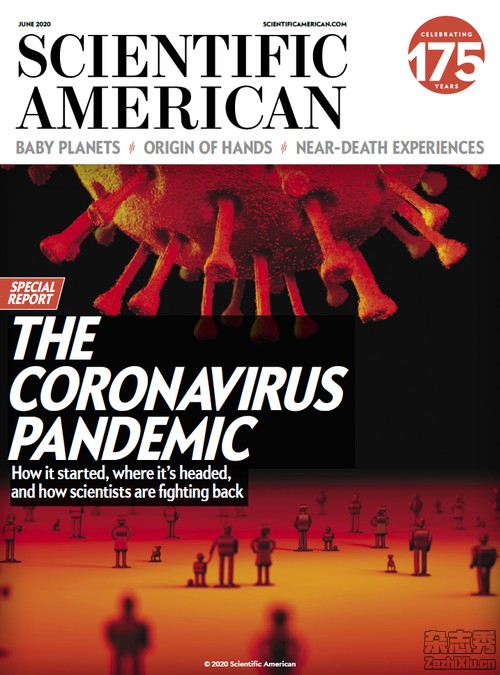 JUNE 2020
SCIENTIFICAMERICAN.COM
SCIENTIFIC
AMERICAN
CELEBRATING
175
YEARS
BABY PLANETS ORIGIN OF HANDS NEAR-DEATH EXPERIENCES
SPECIAL
REPORT
THE
CORONAVIRUS
PANDEMIC
How it started, where it's headed,
and how scientists are fighting back
杂志秀
ZazhiXiu.cn
© 2020 Scientific American